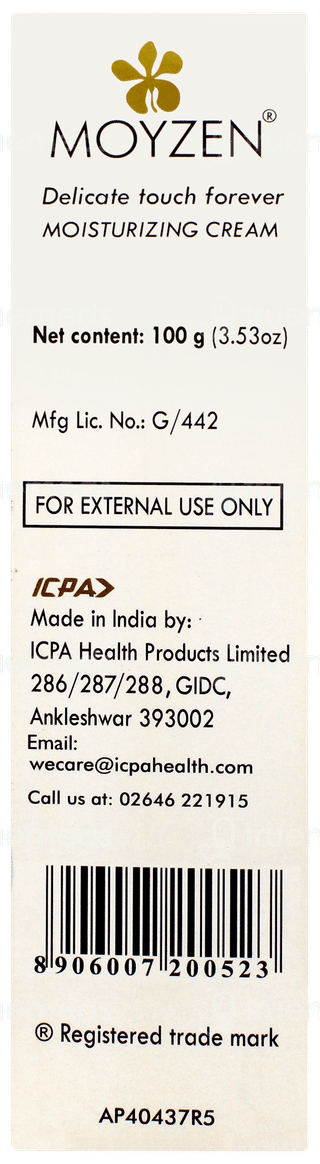 MOYZEN®
Delicate touch forever
MOISTURIZING CREAM
Net content: 100 g (3.53oz)
Mfg Lic. No.: G/442
FOR EXTERNAL USE ONLY
ICPA
Made in India by:
ICPA Health Products Limited
286/287/288, GIDC,
Ankleshwar 393002
Email:
wecare@icpahealth.com
Call us at: 02646 221915
8 906007 200523
® Registered trade mark
AP40437R5